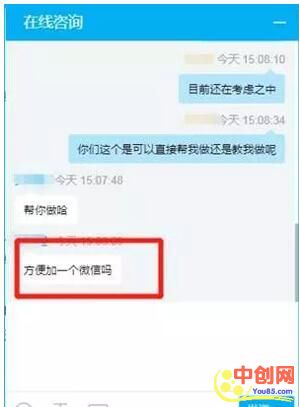 在线咨询
今天 15:08:10
目前还在考虑之中
今天 15:08:34
你们这个是可以直接帮我做还是教我做呢
今天 15:07:48
帮你做哈
方便加一个微信吗
中创网
You85.com